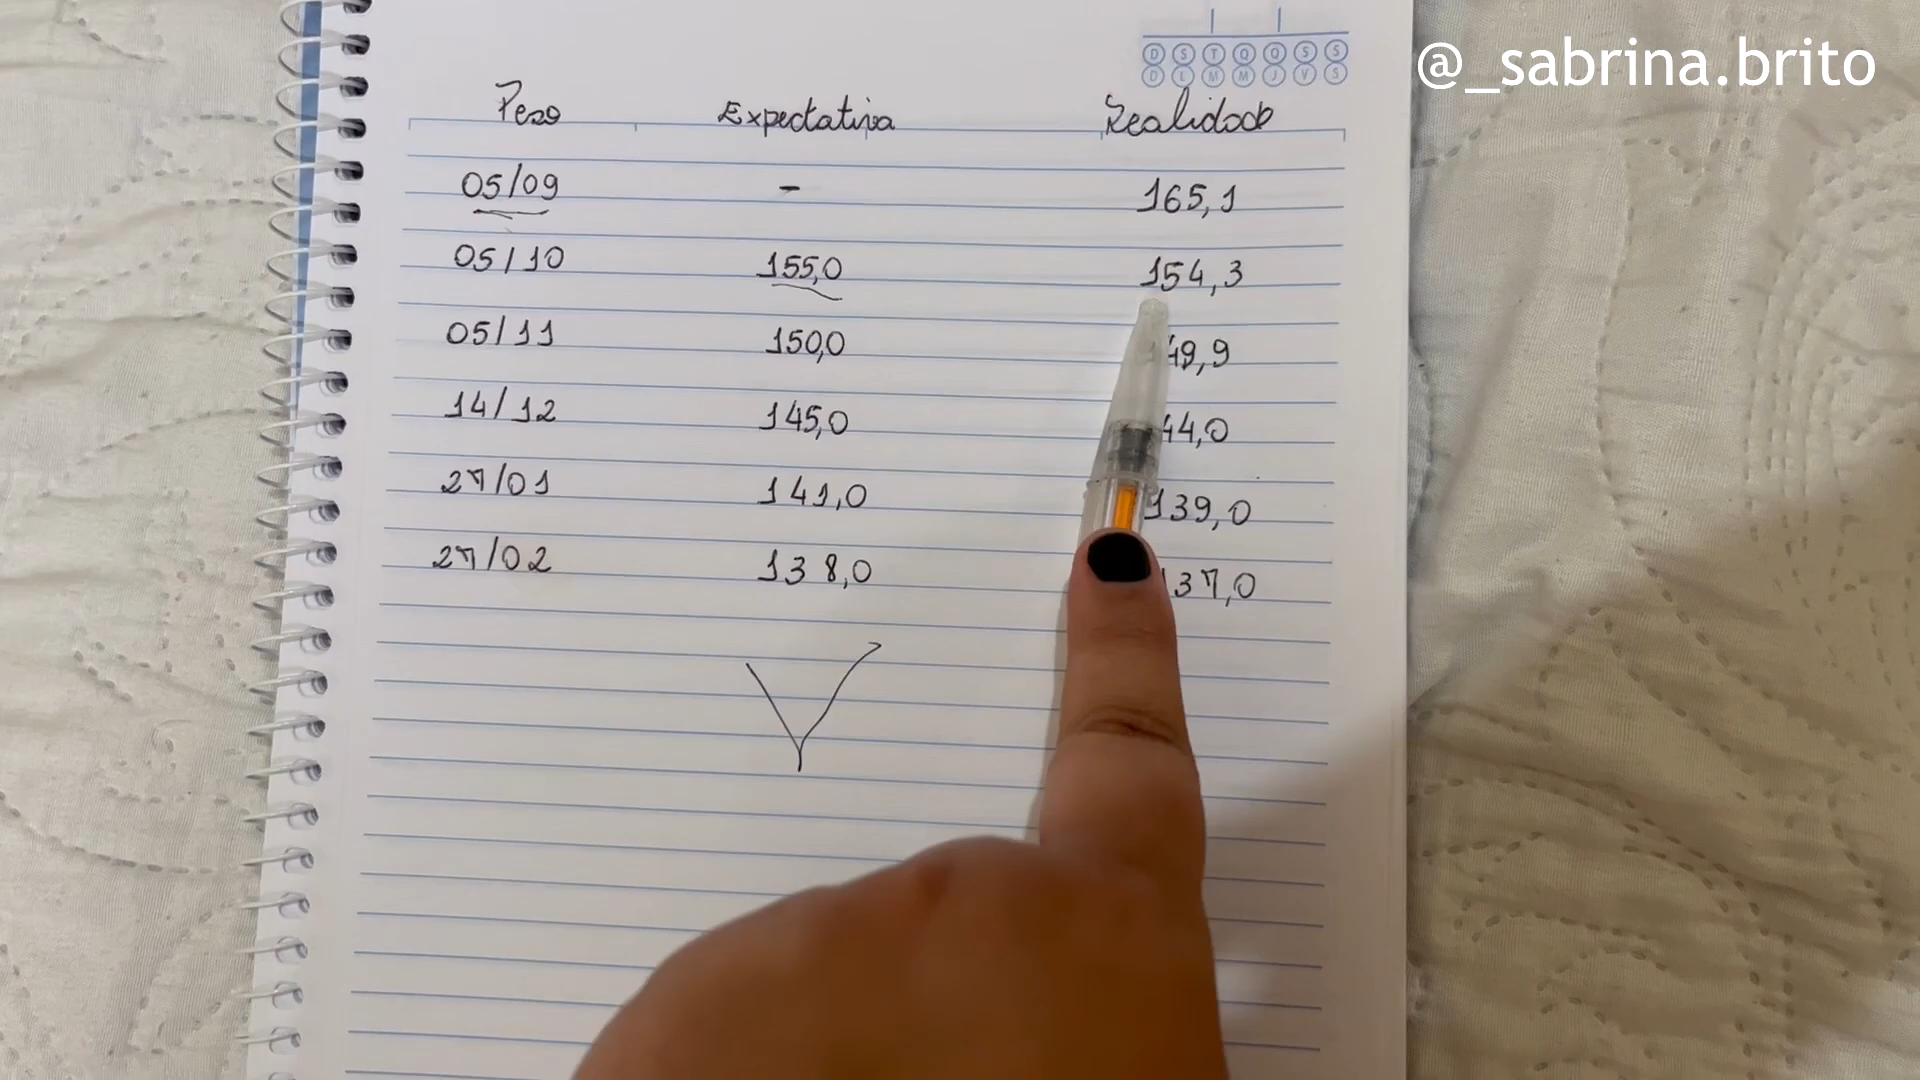 @_sabrina.brito
D S T Q Q S S
D L M M J V S
Peso Expectativa Realidade
05/09 - 165,1
05/10 155,0 154,3
05/11 150,0 49,9
14/12 145,0 44,0
27/01 141,0 139,0
27/02 138,0 137,0